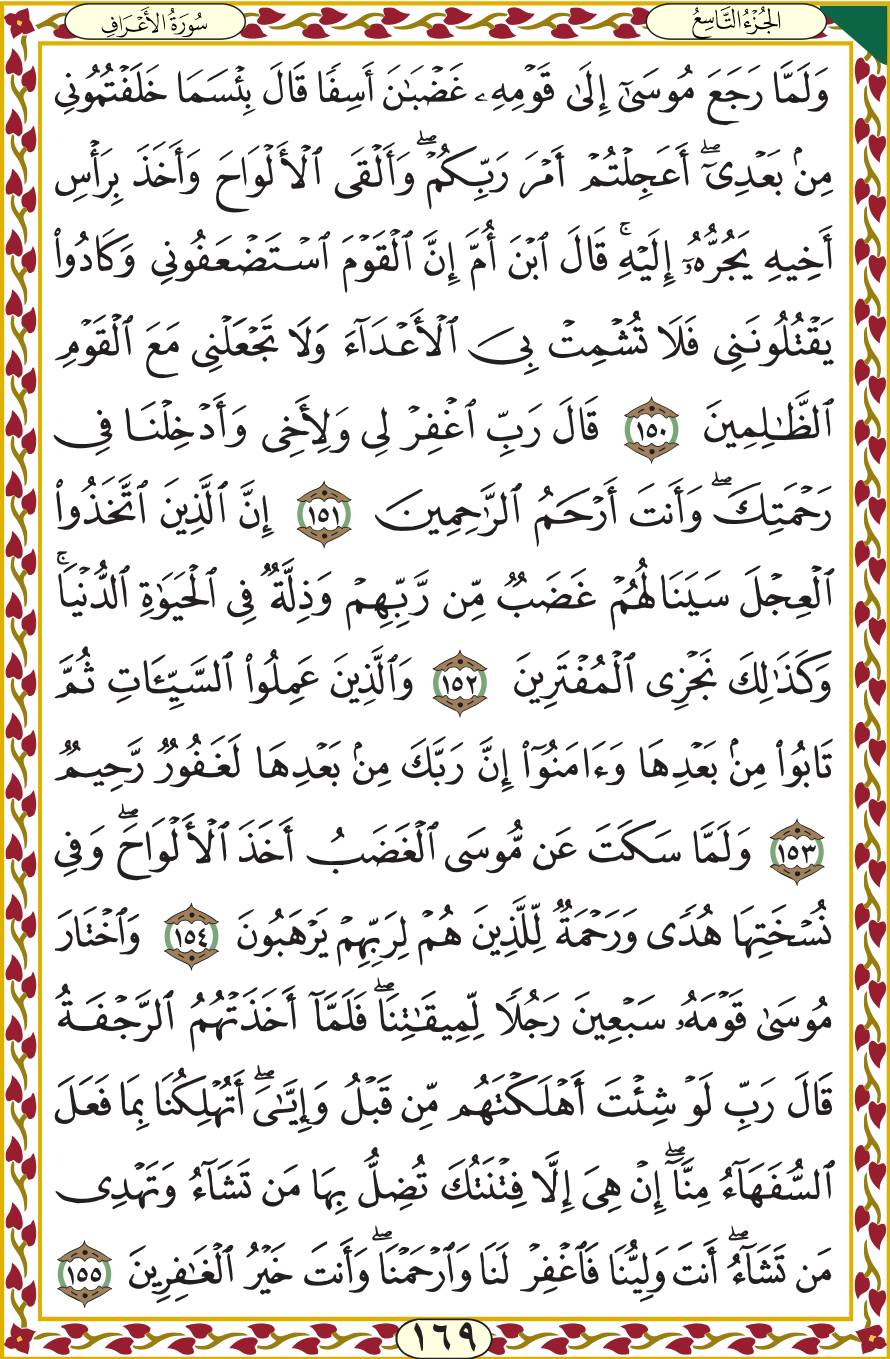 الجُزْءُ التَّاسِعُ
سُورَةُ الأَعْرَافِ
وَلَمَّا رَجَعَ مُوسَىٰٓ إِلَىٰ قَوْمِهِۦ غَضْبَٰنَ أَسِفٗا قَالَ بِئۡسَمَا خَلَفۡتُمُونِي
مِنۢ بَعۡدِيٓۖ أَعَجِلۡتُمۡ أَمۡرَ رَبِّكُمۡۖ وَأَلۡقَى ٱلۡأَلۡوَاحَ وَأَخَذَ بِرَأۡسِ
أَخِيهِ يَجُرُّهُۥٓ إِلَيۡهِۚ قَالَ ٱبۡنَ أُمَّ إِنَّ ٱلۡقَوۡمَ ٱسۡتَضۡعَفُونِي وَكَادُواْ
يَقۡتُلُونَنِي فَلَا تُشۡمِتۡ بِيَ ٱلۡأَعۡدَآءَ وَلَا تَجۡعَلۡنِي مَعَ ٱلۡقَوۡمِ
ٱلظَّٰلِمِينَ ١٥٠ قَالَ رَبِّ ٱغۡفِرۡ لِي وَلِأَخِي وَأَدۡخِلۡنَا فِي
رَحۡمَتِكَۖ وَأَنتَ أَرۡحَمُ ٱلرَّٰحِمِينَ ١٥١ إِنَّ ٱلَّذِينَ ٱتَّخَذُواْ
ٱلۡعِجۡلَ سَيَنَالُهُمۡ غَضَبٞ مِّن رَّبِّهِمۡ وَذِلَّةٞ فِي ٱلۡحَيَوٰةِ ٱلدُّنۡيَاۚ
وَكَذَٰلِكَ نَجۡزِي ٱلۡمُفۡتَرِينَ ١٥٢ وَٱلَّذِينَ عَمِلُواْ ٱلسَّيِّـَٔاتِ ثُمَّ
تَابُواْ مِنۢ بَعۡدِهَا وَءَامَنُوٓاْ إِنَّ رَبَّكَ مِنۢ بَعۡدِهَا لَغَفُورٞ رَّحِيمٞ
١٥٣ وَلَمَّا سَكَتَ عَن مُّوسَى ٱلۡغَضَبُ أَخَذَ ٱلۡأَلۡوَاحَۖ وَفِي
نُسۡخَتِهَا هُدٗى وَرَحۡمَةٞ لِّلَّذِينَ هُمۡ لِرَبِّهِمۡ يَرۡهَبُونَ ١٥٤ وَٱخۡتَارَ
مُوسَىٰ قَوۡمَهُۥ سَبۡعِينَ رَجُلٗا لِّمِيقَٰتِنَاۖ فَلَمَّآ أَخَذَتۡهُمُ ٱلرَّجۡفَةُ
قَالَ رَبِّ لَوۡ شِئۡتَ أَهۡلَكۡتَهُم مِّن قَبۡلُ وَإِيَّٰيَۖ أَتُهۡلِكُنَا بِمَا فَعَلَ
ٱلسُّفَهَآءُ مِنَّآۖ إِنۡ هِيَ إِلَّا فِتۡنَتُكَ تُضِلُّ بِهَا مَن تَشَآءُ وَتَهۡدِي
مَن تَشَآءُۖ أَنتَ وَلِيُّنَا فَٱغۡفِرۡ لَنَا وَٱرۡحَمۡنَاۖ وَأَنتَ خَيۡرُ ٱلۡغَٰفِرِينَ ١٥٥
١٦٩